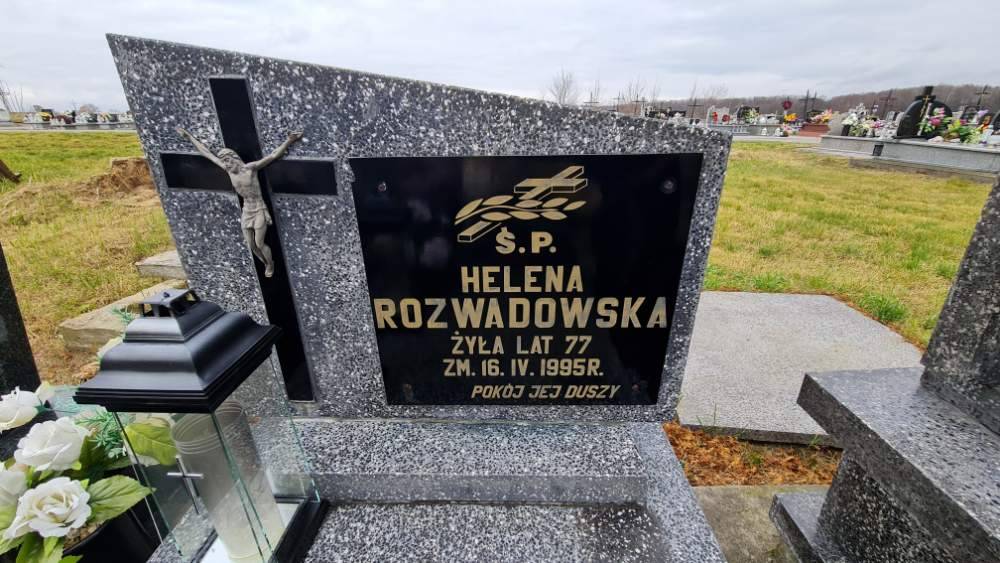 Ś.P.
HELENA
ROZWADOWSKA
ŻYŁA LAT 77
ZM. 16. IV. 1995R.
POKÓJ JEJ DUSZY